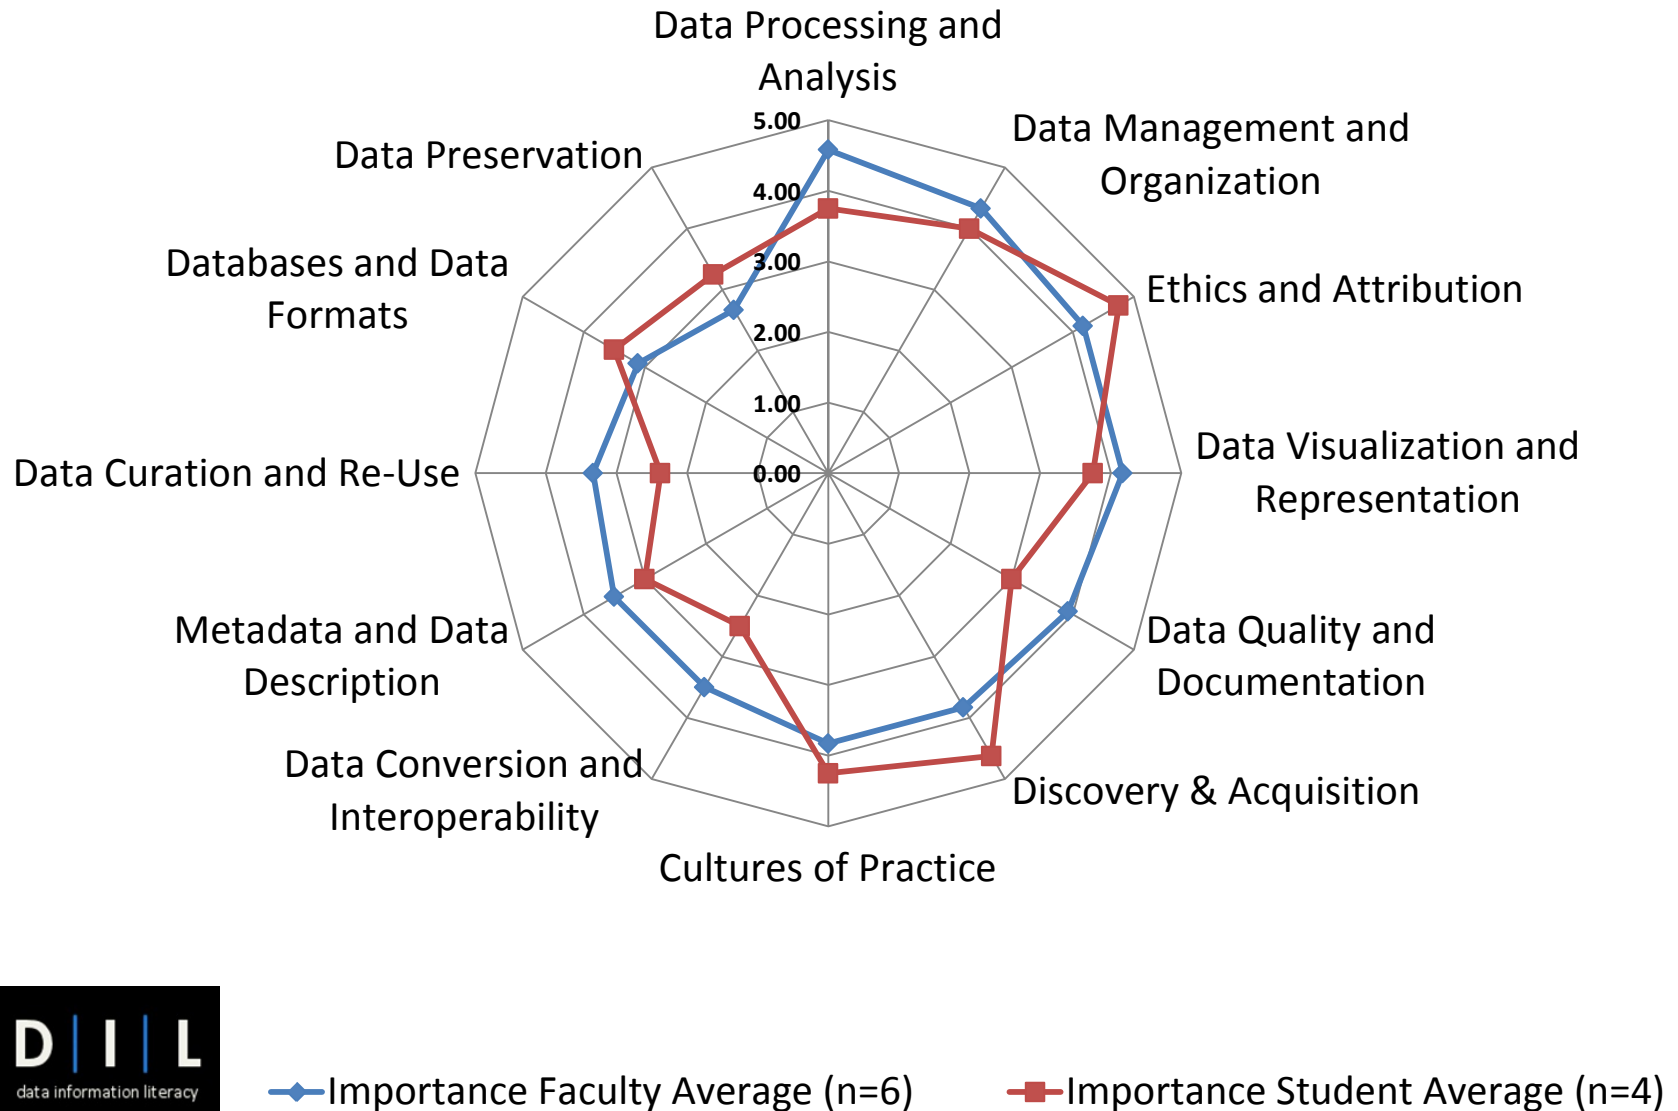 Data Processing and
Analysis
Data Management and
Organization
Ethics and Attribution
Data Visualization and
Representation
Data Quality and
Documentation
Discovery & Acquisition
Cultures of Practice
Data Conversion and
Interoperability
Metadata and Data
Description
Data Curation and Re-Use
Databases and Data
Formats
Data Preservation
5.00
4.00
3.00
2.00
1.00
0.00
D | I | L
data information literacy
Importance Faculty Average (n=6)
Importance Student Average (n=4)